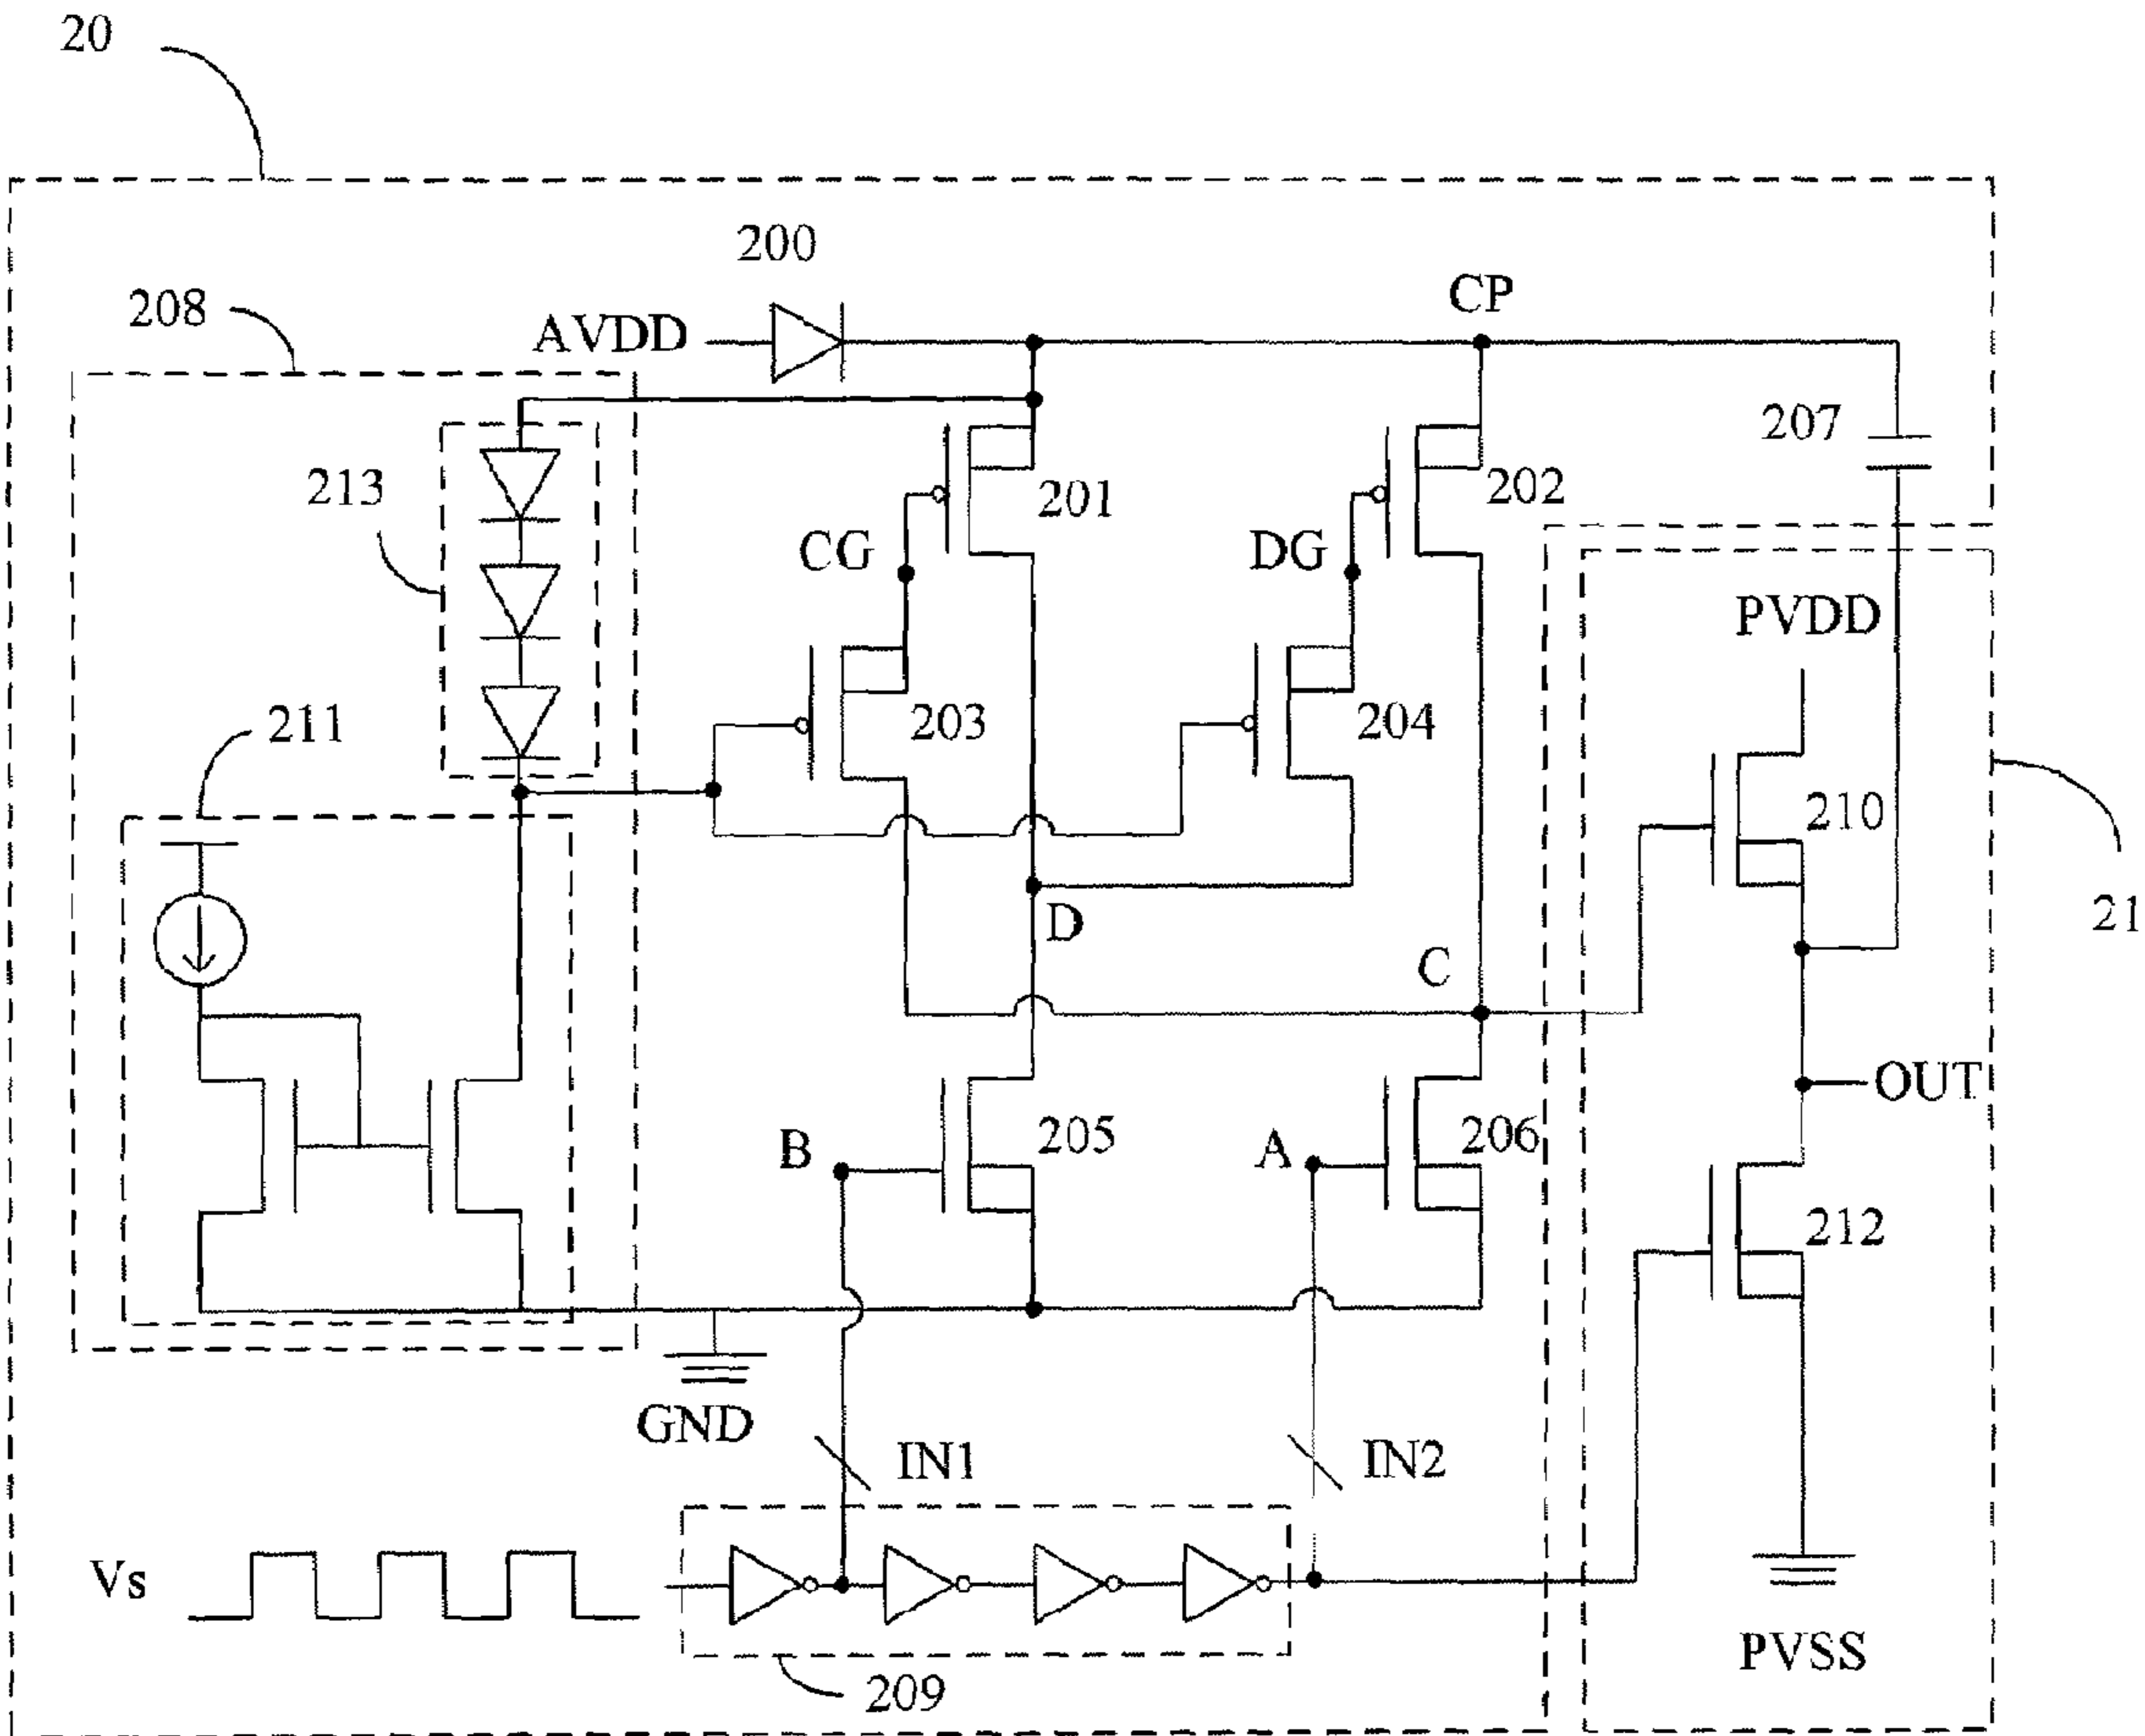 20
200
CP
208
AVDD
207
213
201
202
CG
DG
PVDD
211
203
204
210
D
21
C
OUT
B
205
A
206
212
GND
IN1
IN2
Vs
PVSS
209